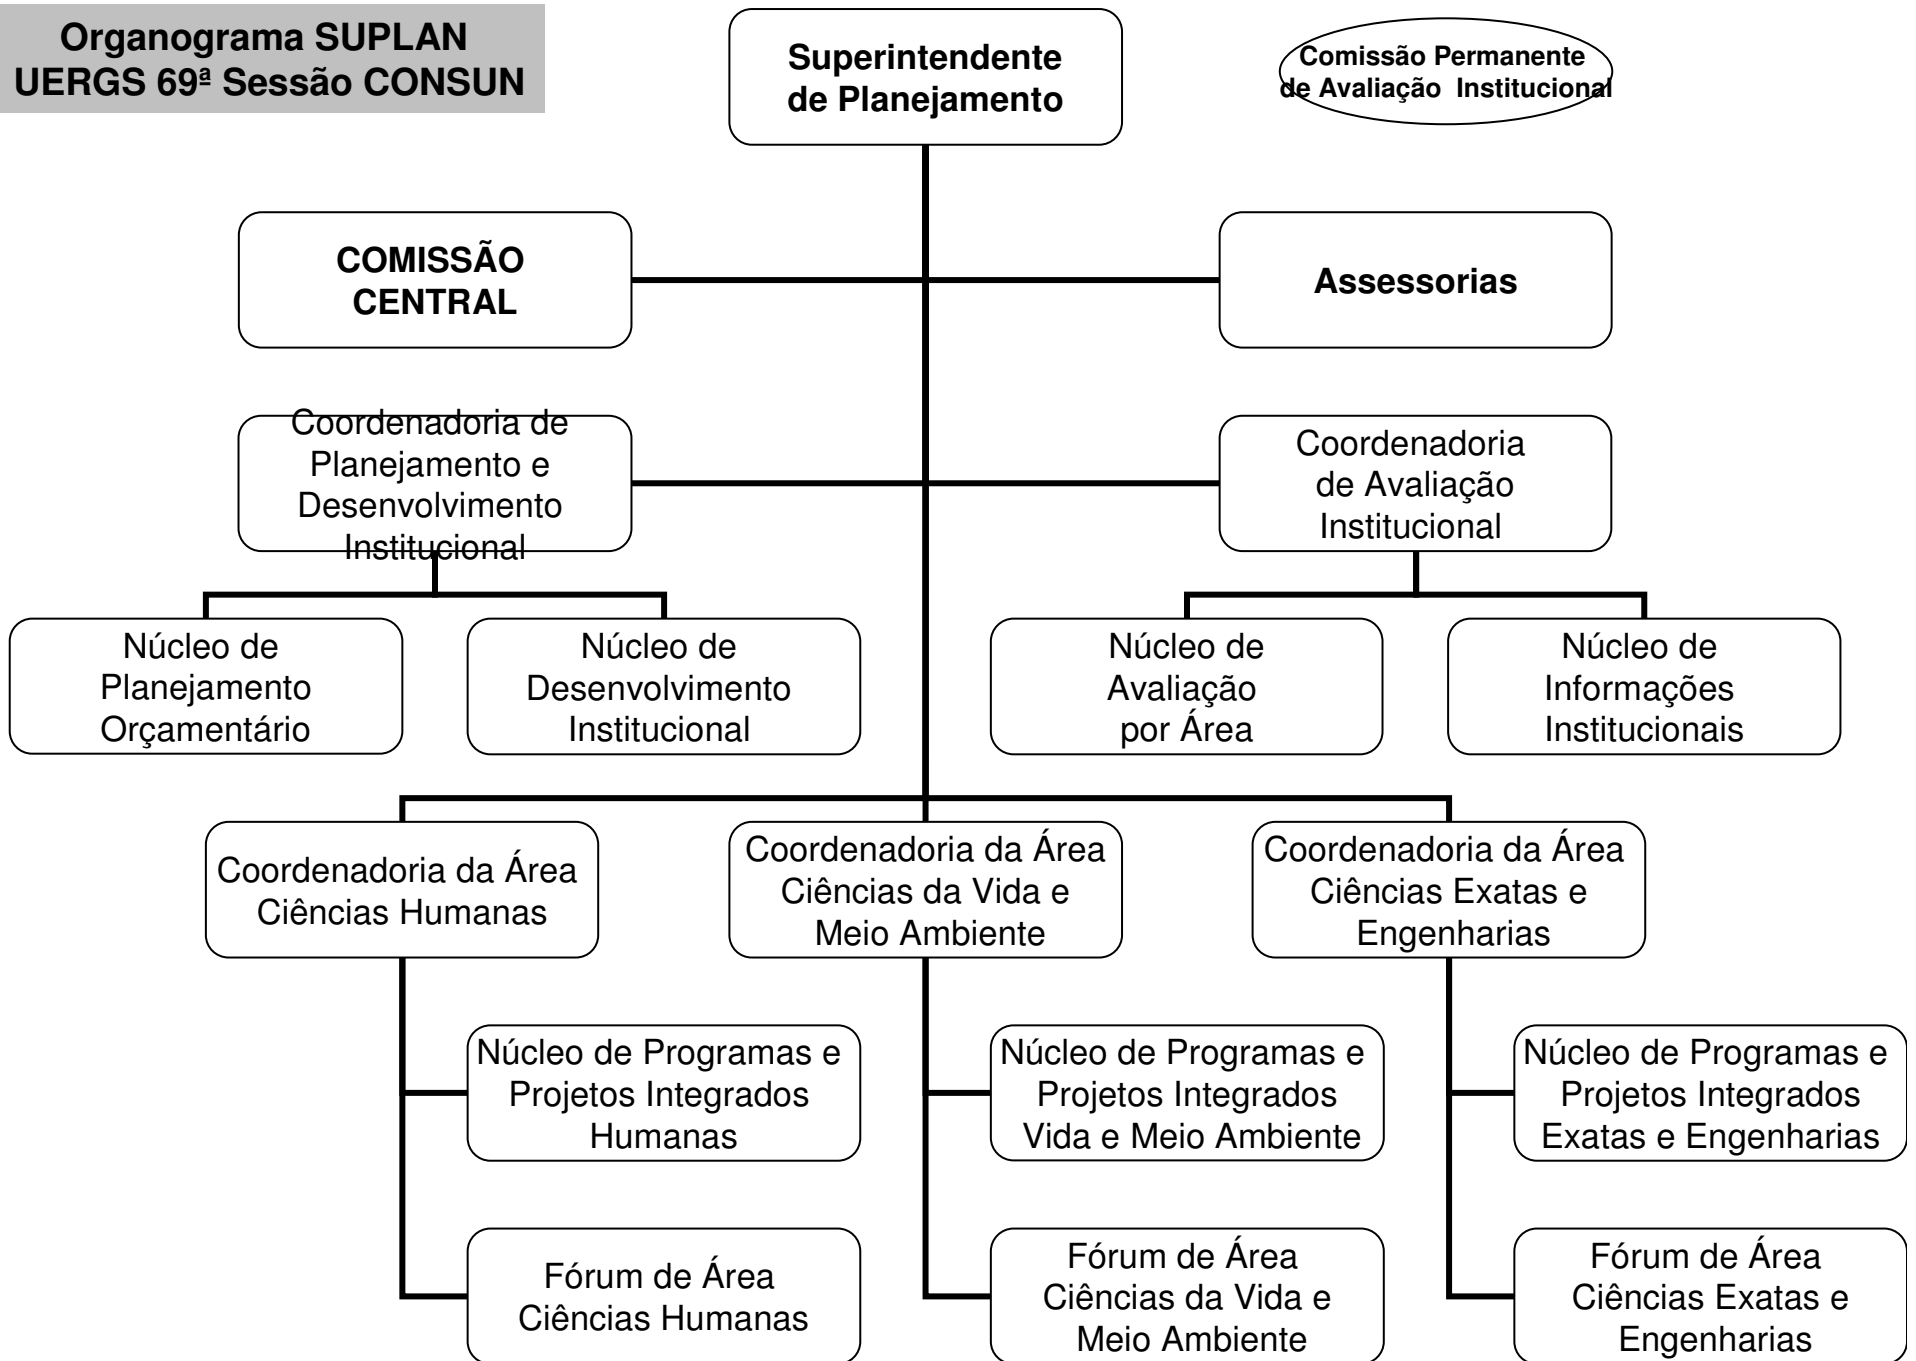 Organograma SUPLAN
UERGS 69ª Sessão CONSUN
Superintendente
de Planejamento
Comissão Permanente
de Avaliação Institucional
COMISSÃO
CENTRAL
Assessorias
Coordenadoria de
Planejamento e
Desenvolvimento
Institucional
Coordenadoria
de Avaliação
Institucional
Núcleo de
Planejamento
Orçamentário
Núcleo de
Desenvolvimento
Institucional
Núcleo de
Avaliação
por Área
Núcleo de
Informações
Institucionais
Coordenadoria da Área
Ciências Humanas
Coordenadoria da Área
Ciências da Vida e
Meio Ambiente
Coordenadoria da Área
Ciências Exatas e
Engenharias
Núcleo de Programas e
Projetos Integrados
Humanas
Núcleo de Programas e
Projetos Integrados
Vida e Meio Ambiente
Núcleo de Programas e
Projetos Integrados
Exatas e Engenharias
Fórum de Área
Ciências Humanas
Fórum de Área
Ciências da Vida e
Meio Ambiente
Fórum de Área
Ciências Exatas e
Engenharias